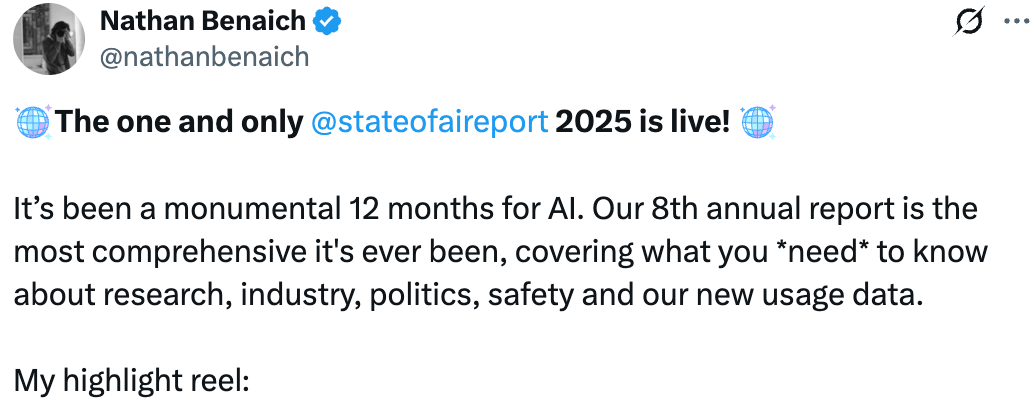 Nathan Benaich
@nathanbenaich
🪩The one and only @stateofaireport 2025 is live! 🪩
It’s been a monumental 12 months for AI. Our 8th annual report is the
most comprehensive it's ever been, covering what you *need* to know
about research, industry, politics, safety and our new usage data.
My highlight reel: